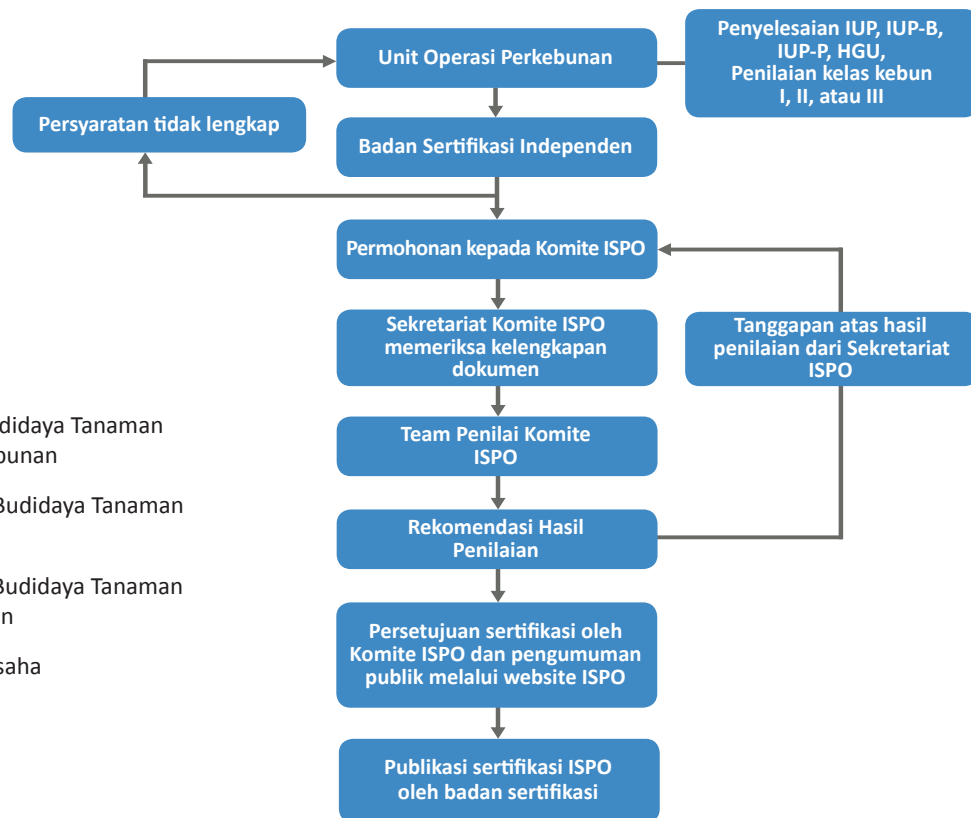 Unit Operasi Perkebunan
Penyelesaian IUP, IUP-B,
IUP-P, HGU,
Penilaian kelas kebun
I, II, atau III
Persyaratan tidak lengkap
Badan Sertifikasi Independen
Permohonan kepada Komite ISPO
Sekretariat Komite ISPO
memeriksa kelengkapan
dokumen
Tanggapan atas hasil
penilaian dari Sekretariat
ISPO
Team Penilai Komite
ISPO
Rekomendasi Hasil
Penilaian
Persetujuan sertifikasi oleh
Komite ISPO dan pengumuman
publik melalui website ISPO
Publikasi sertifikasi ISPO
oleh badan sertifikasi
didaya Tanaman
bunan
Budidaya Tanaman
Budidaya Tanaman
n
saha